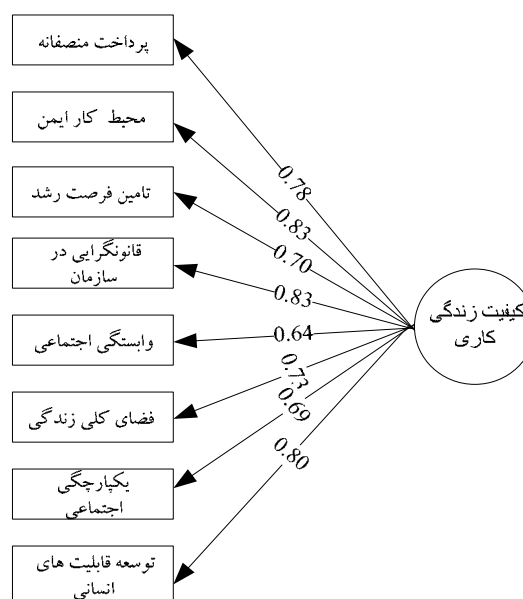 پرداخت منصفانه
محیط کار ایمن
تامین فرصت رشد
قانونگرایی در
سازمان
وابستگی اجتماعی
فضای کلی زندگی
یکپارچگی
اجتماعی
توسعه قابلیت های
انسانی
0.78
0.83
0.70
0.83
0.64
0.73
0.69
0.80
کیفیت زندگی
کاری